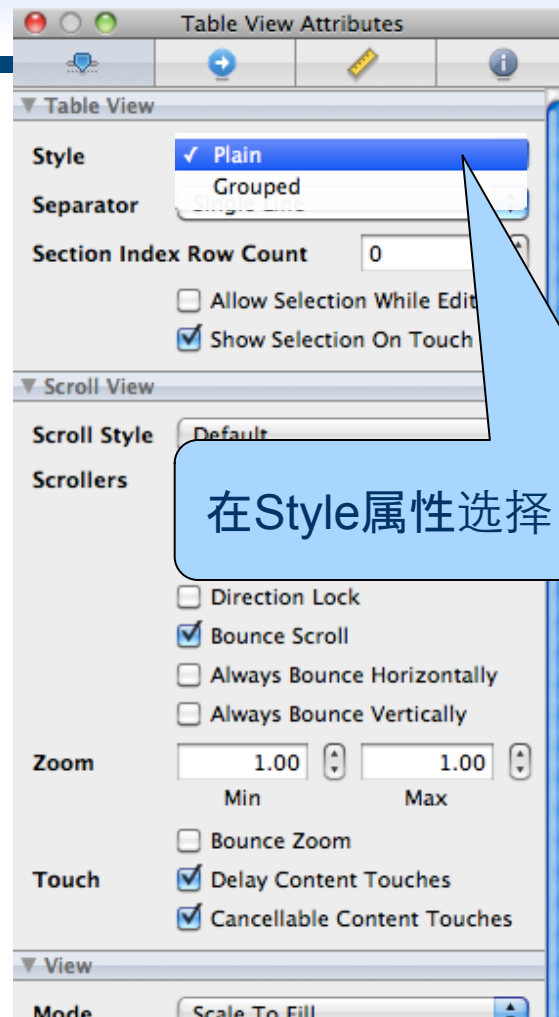 Table View Attributes
Table View
Style
✓ Plain
Grouped
Separator
Single Line
Section Index Row Count 0
Allow Selection While Edit
Show Selection On Touch
Scroll View
Scroll Style Default
Scrollers
在Style属性选择
Direction Lock
Bounce Scroll
Always Bounce Horizontally
Always Bounce Vertically
Zoom 1.00 1.00
Min Max
Bounce Zoom
Touch Delay Content Touches
Cancellable Content Touches
View
Mode Scale To Fill